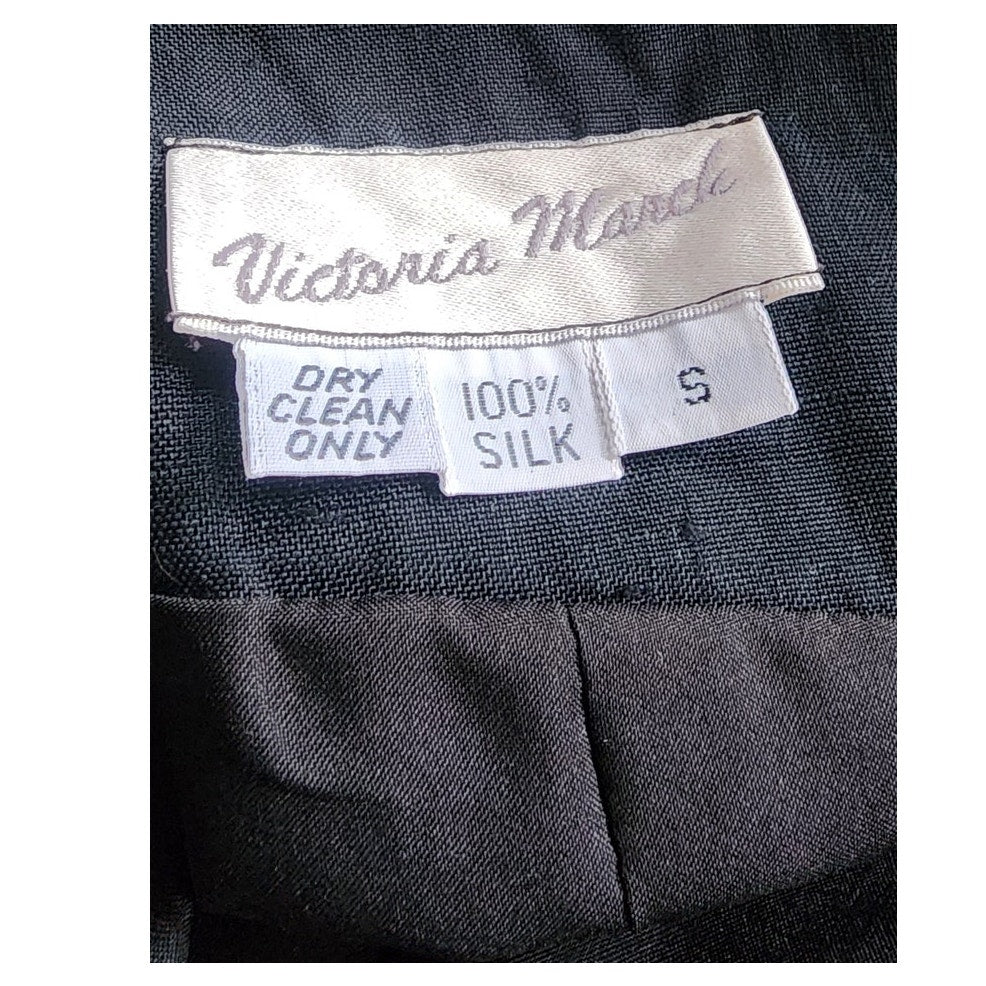 Victoria March
DRY
CLEAN
ONLY
100%
SILK
S